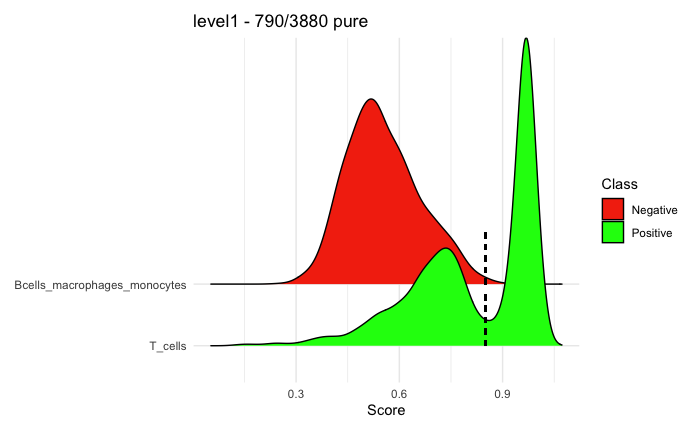 level1 - 790/3880 pure
Bcells_macrophages_monocytes
T_cells
0.3
0.6
0.9
Score
Class
Negative
Positive